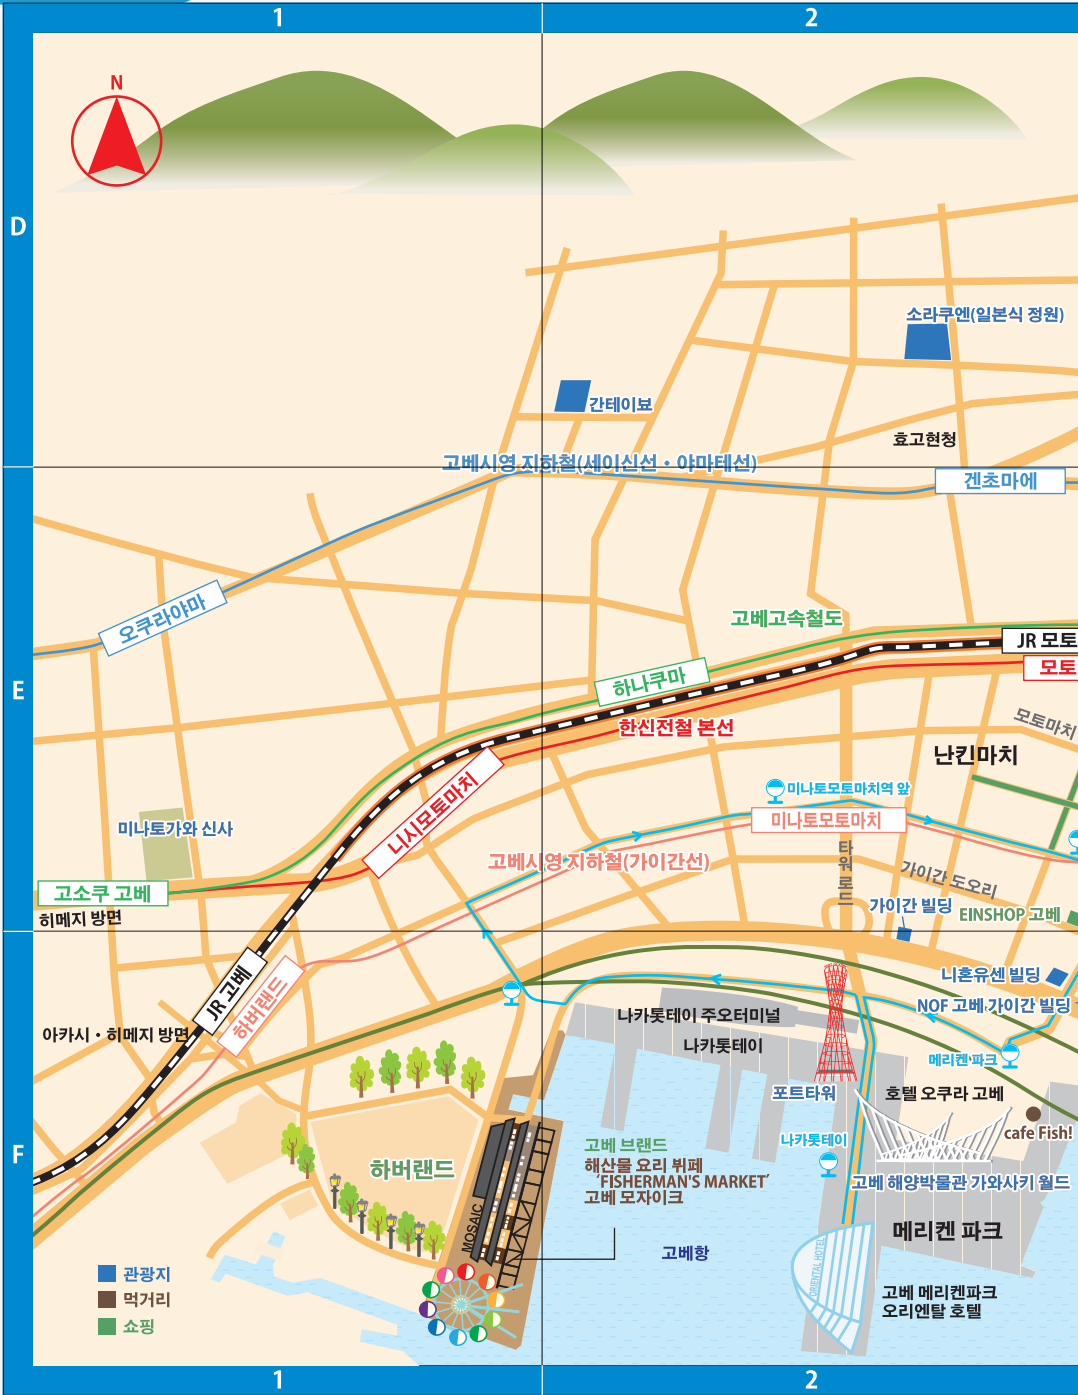 1
2
N
D
소라쿠엔(일본식 정원)
간테이뵤
효고현청
고베시영 지하철(세이신선・야마테선)
겐초마에
오쿠라야마
고베고속철도
JR 모토
모토
E
하나쿠마
한신전철 본선
모토마치
난킨마치
니시모토마치
미나토모토마치역 앞
미나토모토마치
미나토가와 신사
타워 로드
고베시영 지하철(가이간선)
가이간 도오리
고소쿠 고베
히메지 방면
가이간 빌딩
EINSHOP 고베
JR 고베
하버랜드
니혼유센 빌딩
NOF 고베 가이간 빌딩
아카시・히메지 방면
나카톳테이 주오터미널
나카톳테이
메리켄 파크
포트타워
호텔 오쿠라 고베
cafe Fish!
나카톳테이
F
하버랜드
고베 브랜드
해산물 요리 뷔페
'FISHERMAN'S MARKET'
고베 모자이크
고베 해양박물관 가와사키 월드
MOSAIC
메리켄 파크
고베항
ORIENTAL HOTEL
고베 메리켄파크
오리엔탈 호텔
관광지
먹거리
쇼핑
1
2